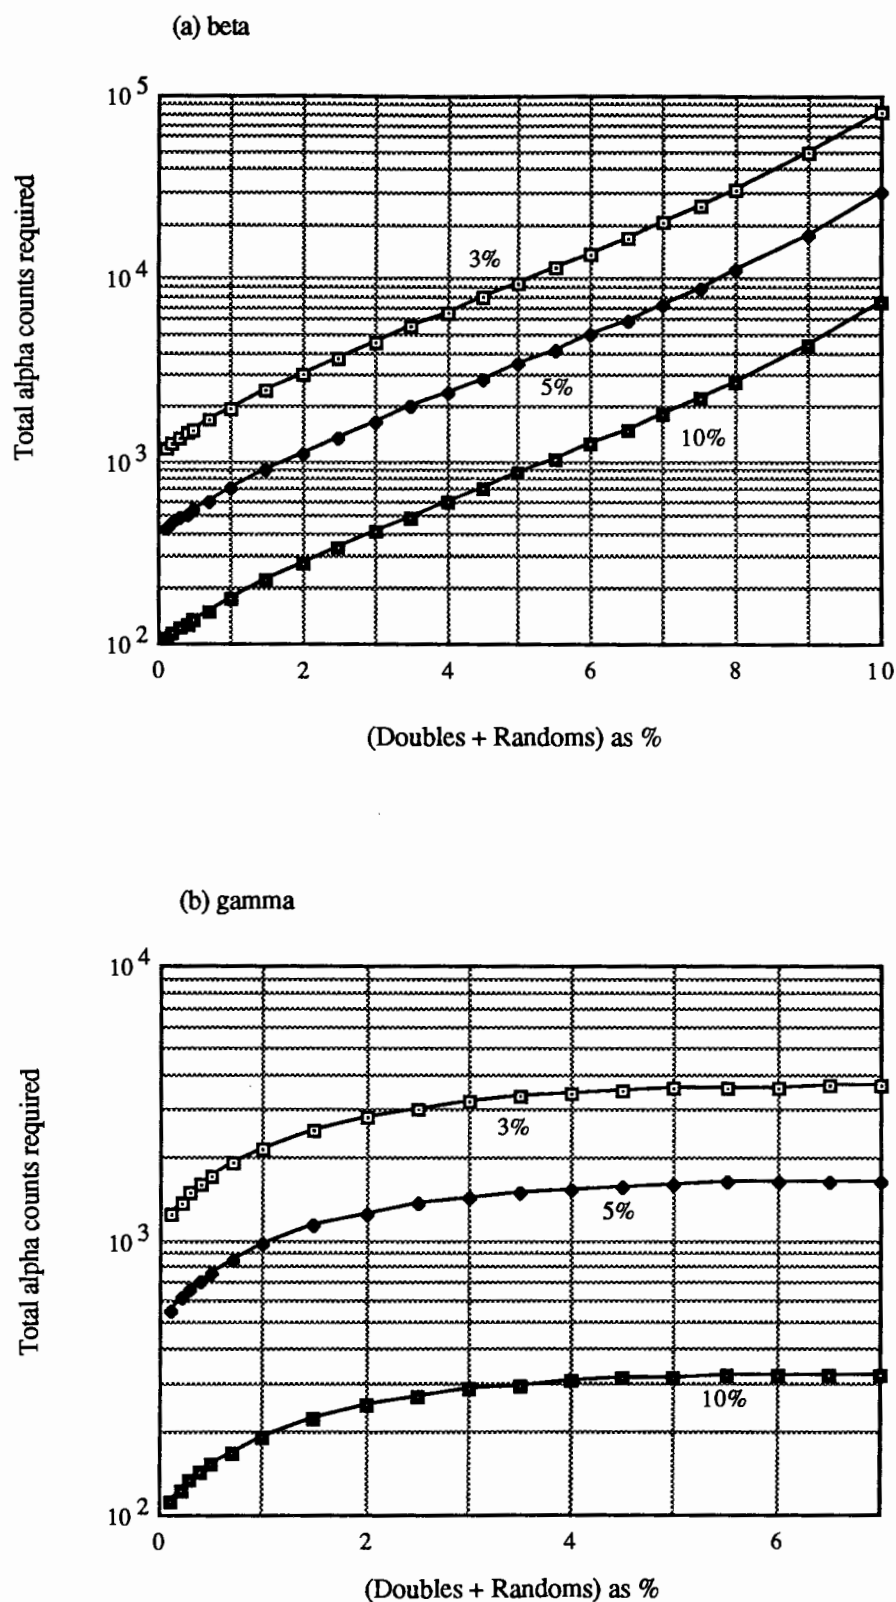 (a) beta
10^5
10^4
10^3
10^2
Total alpha counts required
3%
5%
10%
0 2 4 6 8 10
(Doubles + Randoms) as %
(b) gamma
10^4
10^3
10^2
Total alpha counts required
3%
5%
10%
0 2 4 6
(Doubles + Randoms) as %